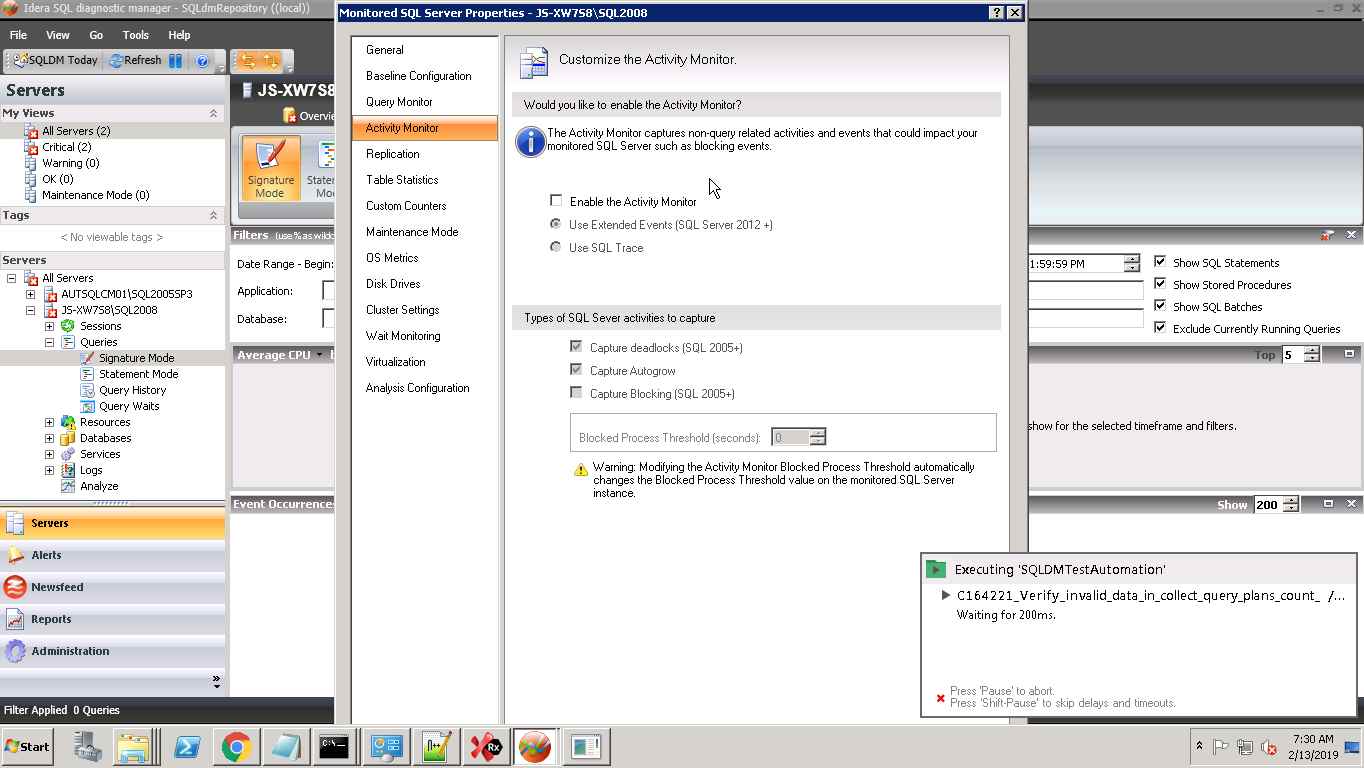 Idera SQL diagnostic manager - SQLdmRepository ((local))
File View Go Tools Help
SQLDM Today Refresh
Servers
My Views
All Servers (2)
Critical (2)
Warning (0)
OK (0)
Maintenance Mode (0)
Tags
< No viewable tags >
Servers
All Servers
AUTSQLCM01\SQL2005SP3
JS-XW7S8\SQL2008
Sessions
Queries
Signature Mode
Statement Mode
Query History
Query Waits
Resources
Databases
Services
Logs
Analyze
Servers
Alerts
Newsfeed
Reports
Administration
Filter Applied 0 Queries
JS-XW7S8
Signature
Mode
Filters
Date Range - Begin:
Application:
Database:
Average CPU
Event Occurrence
Monitored SQL Server Properties - JS-XW7S8\SQL2008
General
Baseline Configuration
Query Monitor
Activity Monitor
Replication
Table Statistics
Custom Counters
Maintenance Mode
OS Metrics
Disk Drives
Cluster Settings
Wait Monitoring
Virtualization
Analysis Configuration
Customize the Activity Monitor.
Would you like to enable the Activity Monitor?
The Activity Monitor captures non-query related activities and events that could impact your
monitored SQL Server such as blocking events.
Enable the Activity Monitor
Use Extended Events (SQL Server 2012 +)
Use SQL Trace
Types of SQL Sever activities to capture
Capture deadlocks (SQL 2005+)
Capture Autogrow
Capture Blocking (SQL 2005+)
Blocked Process Threshold (seconds): 0
Warning: Modifying the Activity Monitor Blocked Process Threshold automatically
changes the Blocked Process Threshold value on the monitored SQL Server
instance.
1:59:59 PM
Show SQL Statements
Show Stored Procedures
Show SQL Batches
Exclude Currently Running Queries
Top 5
show for the selected timeframe and filters.
Show 200
Executing 'SQLDMTestAutomation'
C164221_Verify_invalid_data_in_collect_query_plans_count_ /...
Waiting for 200ms.
Press 'Pause' to abort.
Press 'Shift-Pause' to skip delays and timeouts.
Start
7:30 AM
2/13/2019